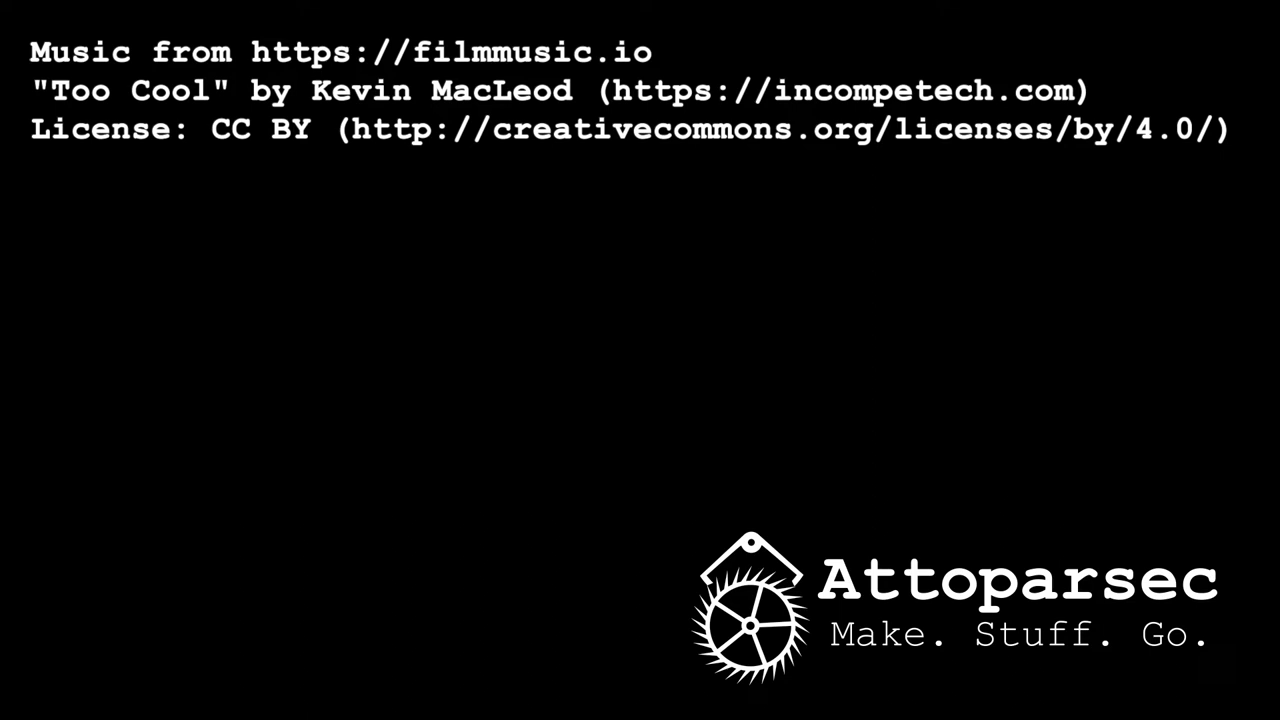 Music from https://filmmusic.io
"Too Cool" by Kevin MacLeod (https://incompetech.com)
License: CC BY (http://creativecommons.org/licenses/by/4.0/)
Attoparsec
Make. Stuff. Go.